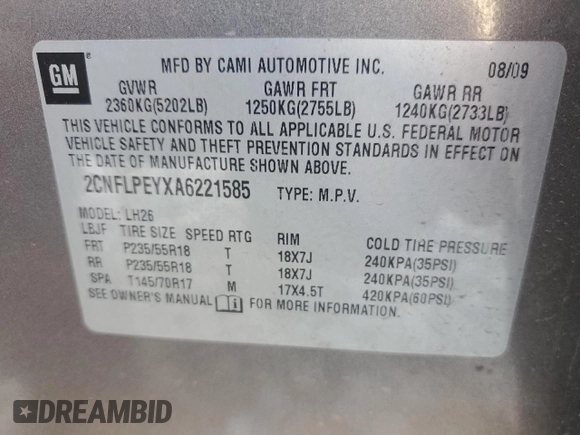 GM
®
MFD BY CAMI AUTOMOTIVE INC. 08/09
GVWR GAWR FRT GAWR RR
2360KG(5202LB) 1250KG(2755LB) 1240KG(2733LB)
THIS VEHICLE CONFORMS TO ALL APPLICABLE U.S. FEDERAL MOTOR
VEHICLE SAFETY AND THEFT PREVENTION STANDARDS IN EFFECT ON
THE DATE OF MANUFACTURE SHOWN ABOVE.
2CNFLPEYXA6221585 TYPE: M.P.V.
MODEL: LH26
LBJF TIRE SIZE SPEED RTG RIM COLD TIRE PRESSURE
FRT P235/55R18 T 18X7J 240KPA(35PSI)
RR P235/55R18 T 18X7J 240KPA(35PSI)
SPA T145/70R17 M 17X4.5T 420KPA(60PSI)
SEE OWNER'S MANUAL FOR MORE INFORMATION.
DREAMBID